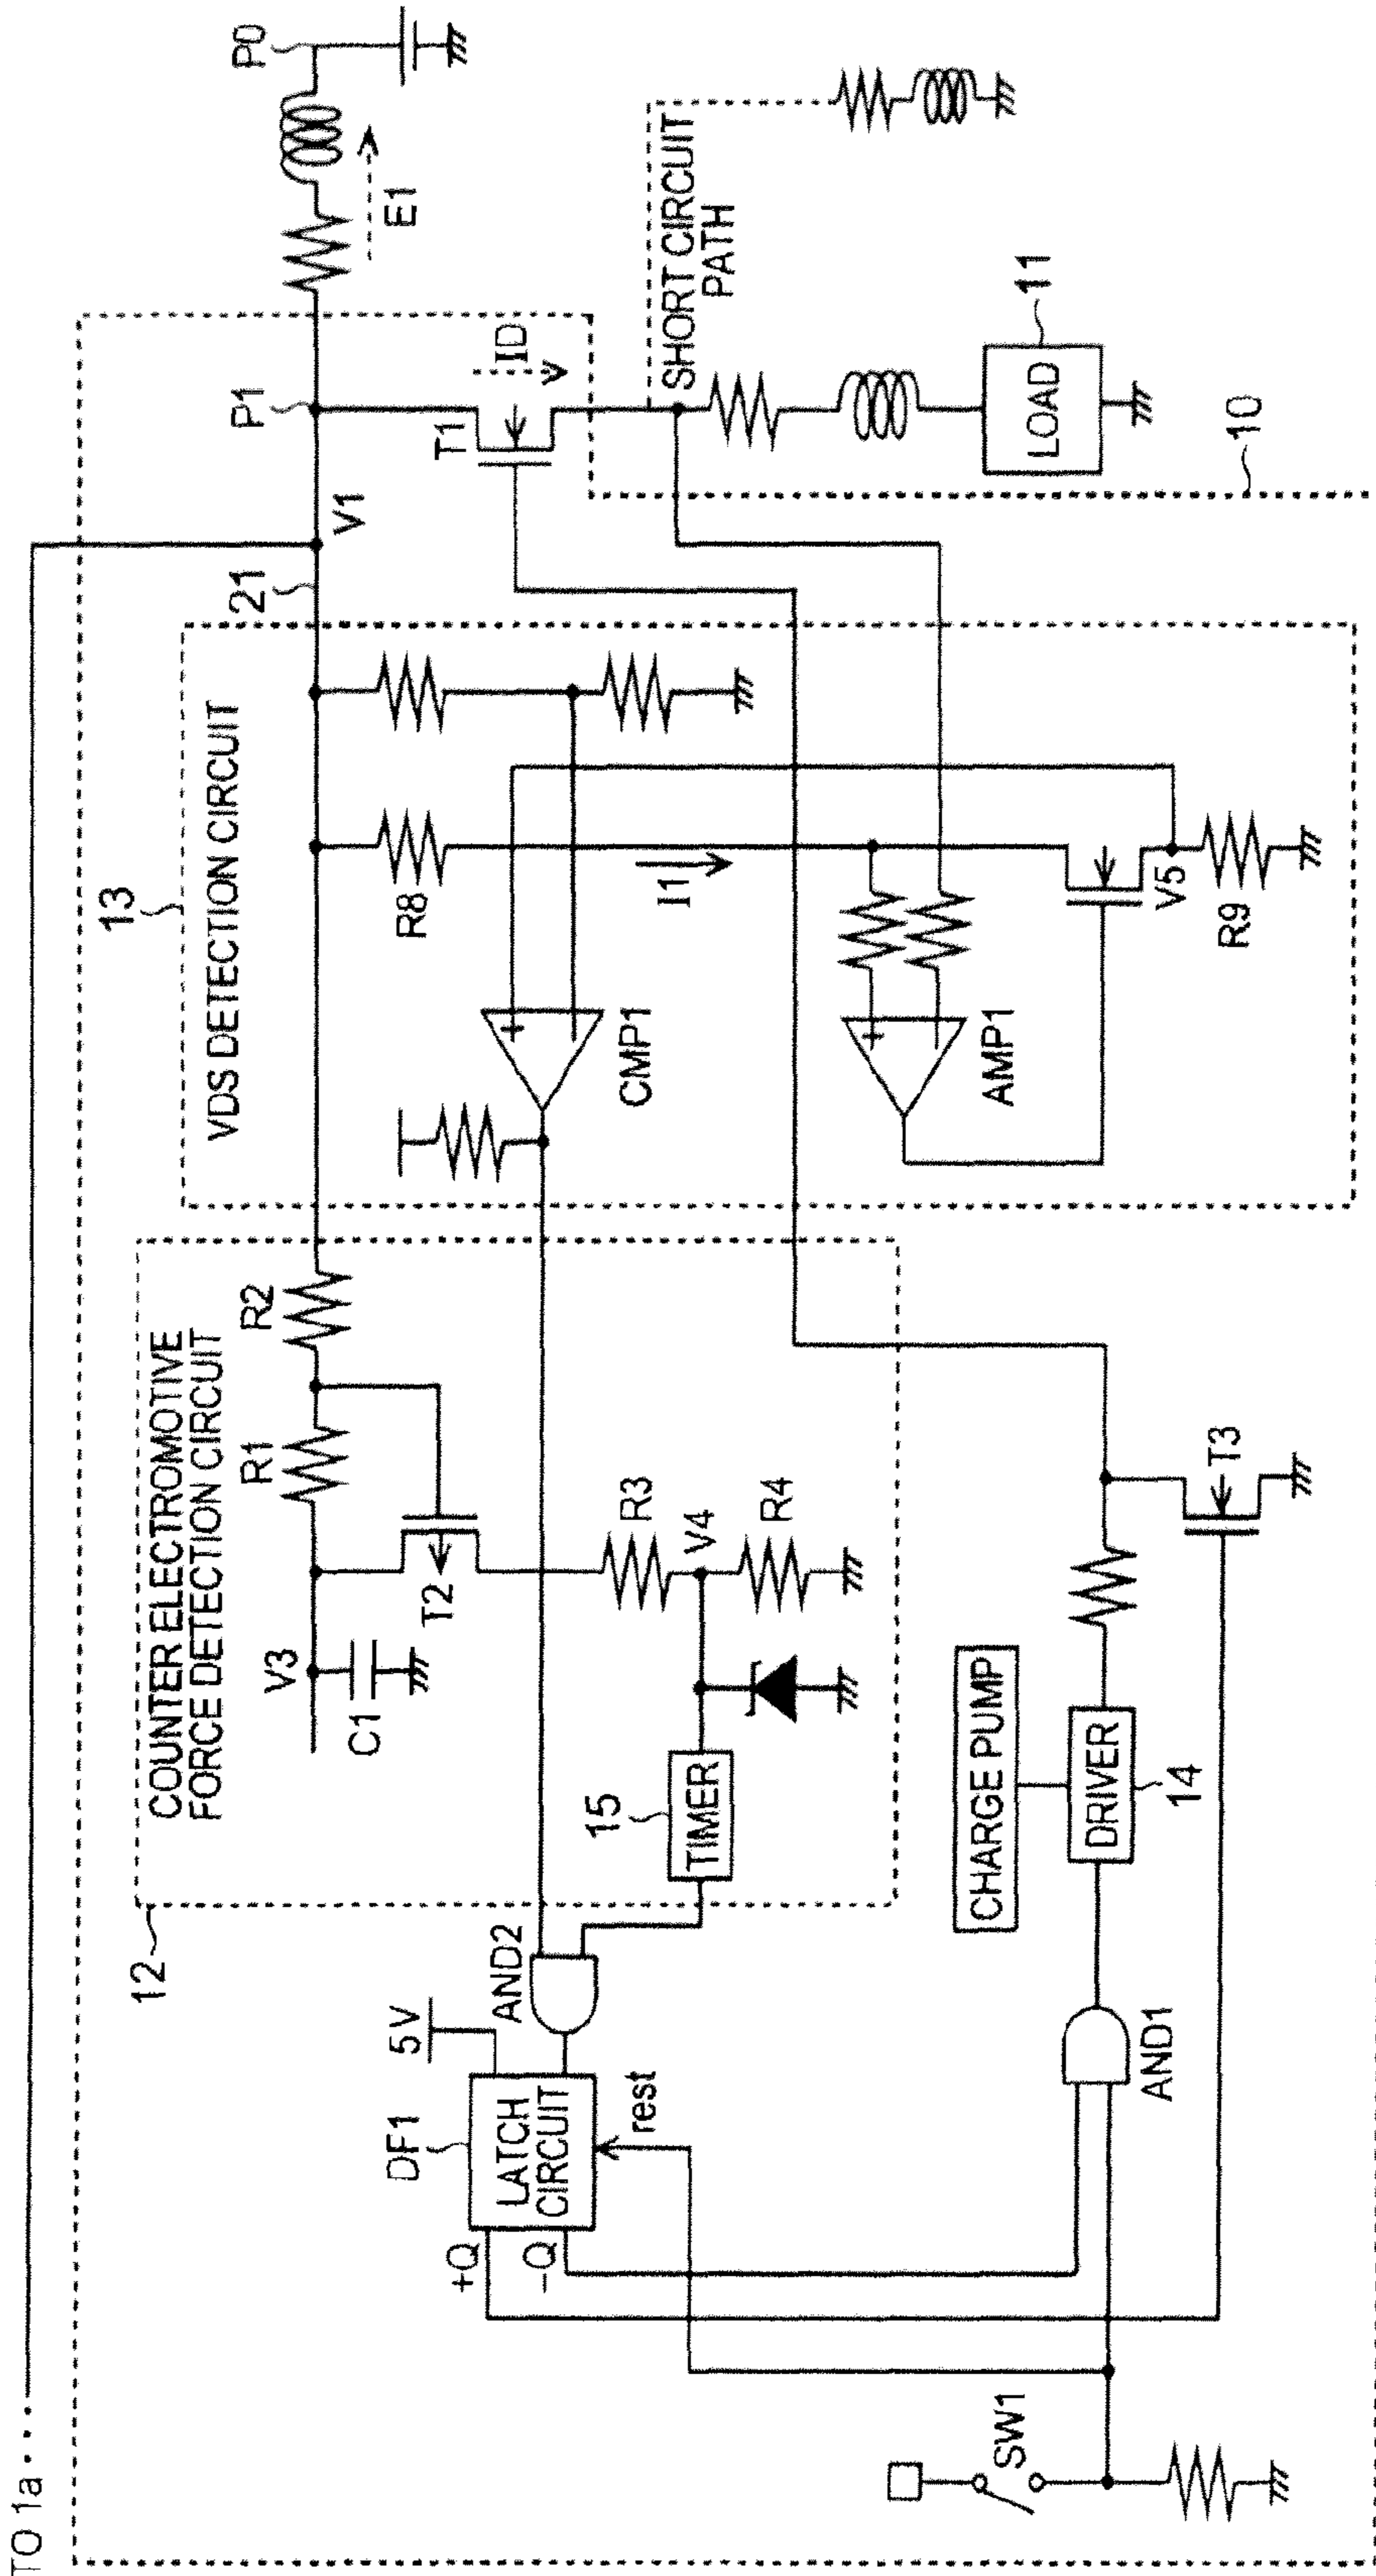 TO 1a
P0
E1
P1
V1
21
ID
T1
SHORT CIRCUIT
PATH
11
LOAD
10
13
VDS DETECTION CIRCUIT
R8
I1
CMP1
AMP1
V5
R9
12
COUNTER ELECTROMOTIVE
FORCE DETECTION CIRCUIT
R2
R1
V3
C1
T2
R3
V4
R4
15
TIMER
AND2
5V
DF1
LATCH
CIRCUIT
rest
+Q
-Q
CHARGE PUMP
DRIVER
14
T3
AND1
SW1
+
+